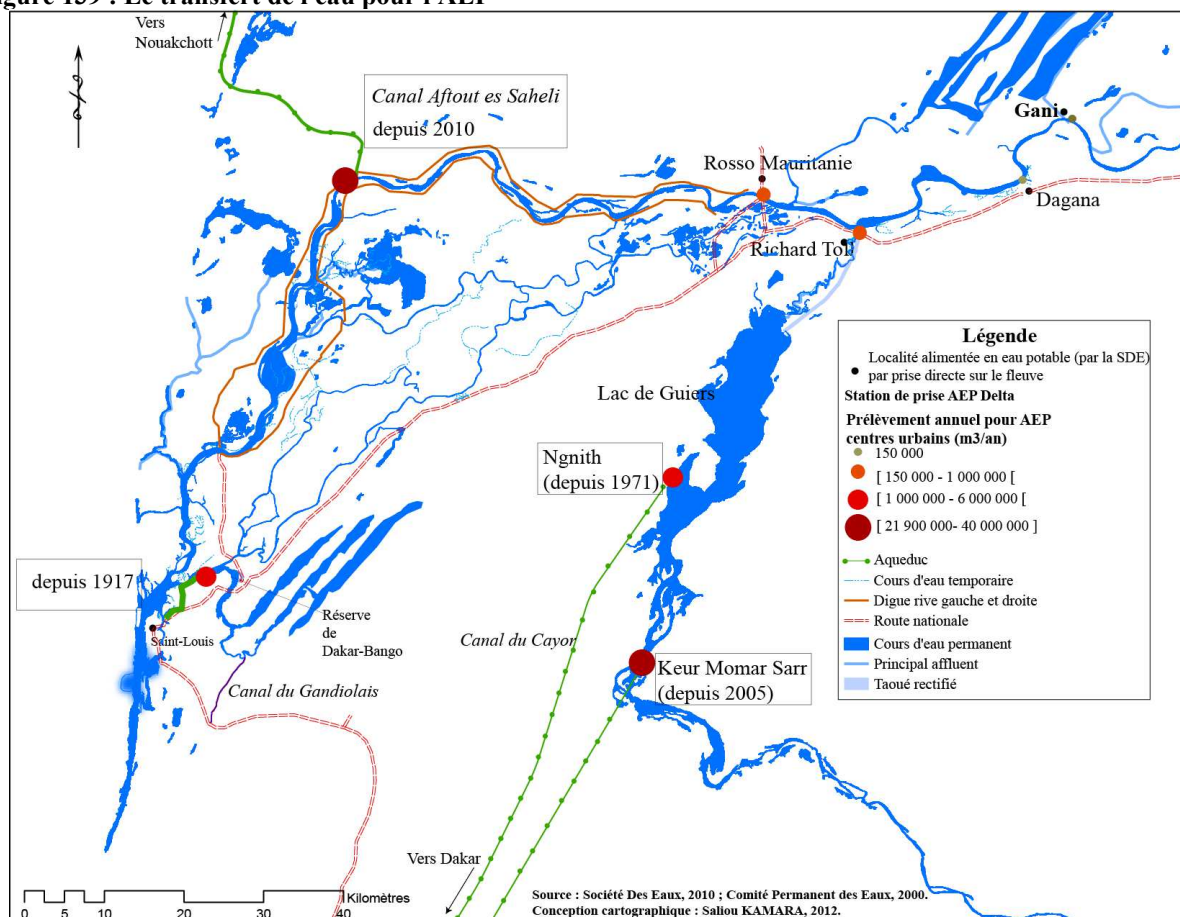 Figure 139 : Le transfert de l'eau pour l'AEP
Vers
Nouakchott
Canal Aftout es Saheli
depuis 2010
Gani
Rosso Mauritanie
Dagana
Richard Toll
Lac de Guiers
Ngnith
(depuis 1971)
depuis 1917
Saint-Louis
Réserve
de
Dakar-Bango
Canal du Gandiolais
Canal du Cayor
Keur Momar Sarr
(depuis 2005)
Vers Dakar
Légende
Localité alimentée en eau potable (par la SDE)
par prise directe sur le fleuve
Station de prise AEP Delta
Prélèvement annuel pour AEP
centres urbains (m3/an)
150 000
[ 150 000 - 1 000 000 [
[ 1 000 000 - 6 000 000 [
[ 21 900 000- 40 000 000 ]
Aqueduc
Cours d'eau temporaire
Digue rive gauche et droite
Route nationale
Cours d'eau permanent
Principal affluent
Taoué rectifié
Kilomètres
0 5 10 20 30 40
Source : Société Des Eaux, 2010 ; Comité Permanent des Eaux, 2000.
Conception cartographique : Saliou KAMARA, 2012.